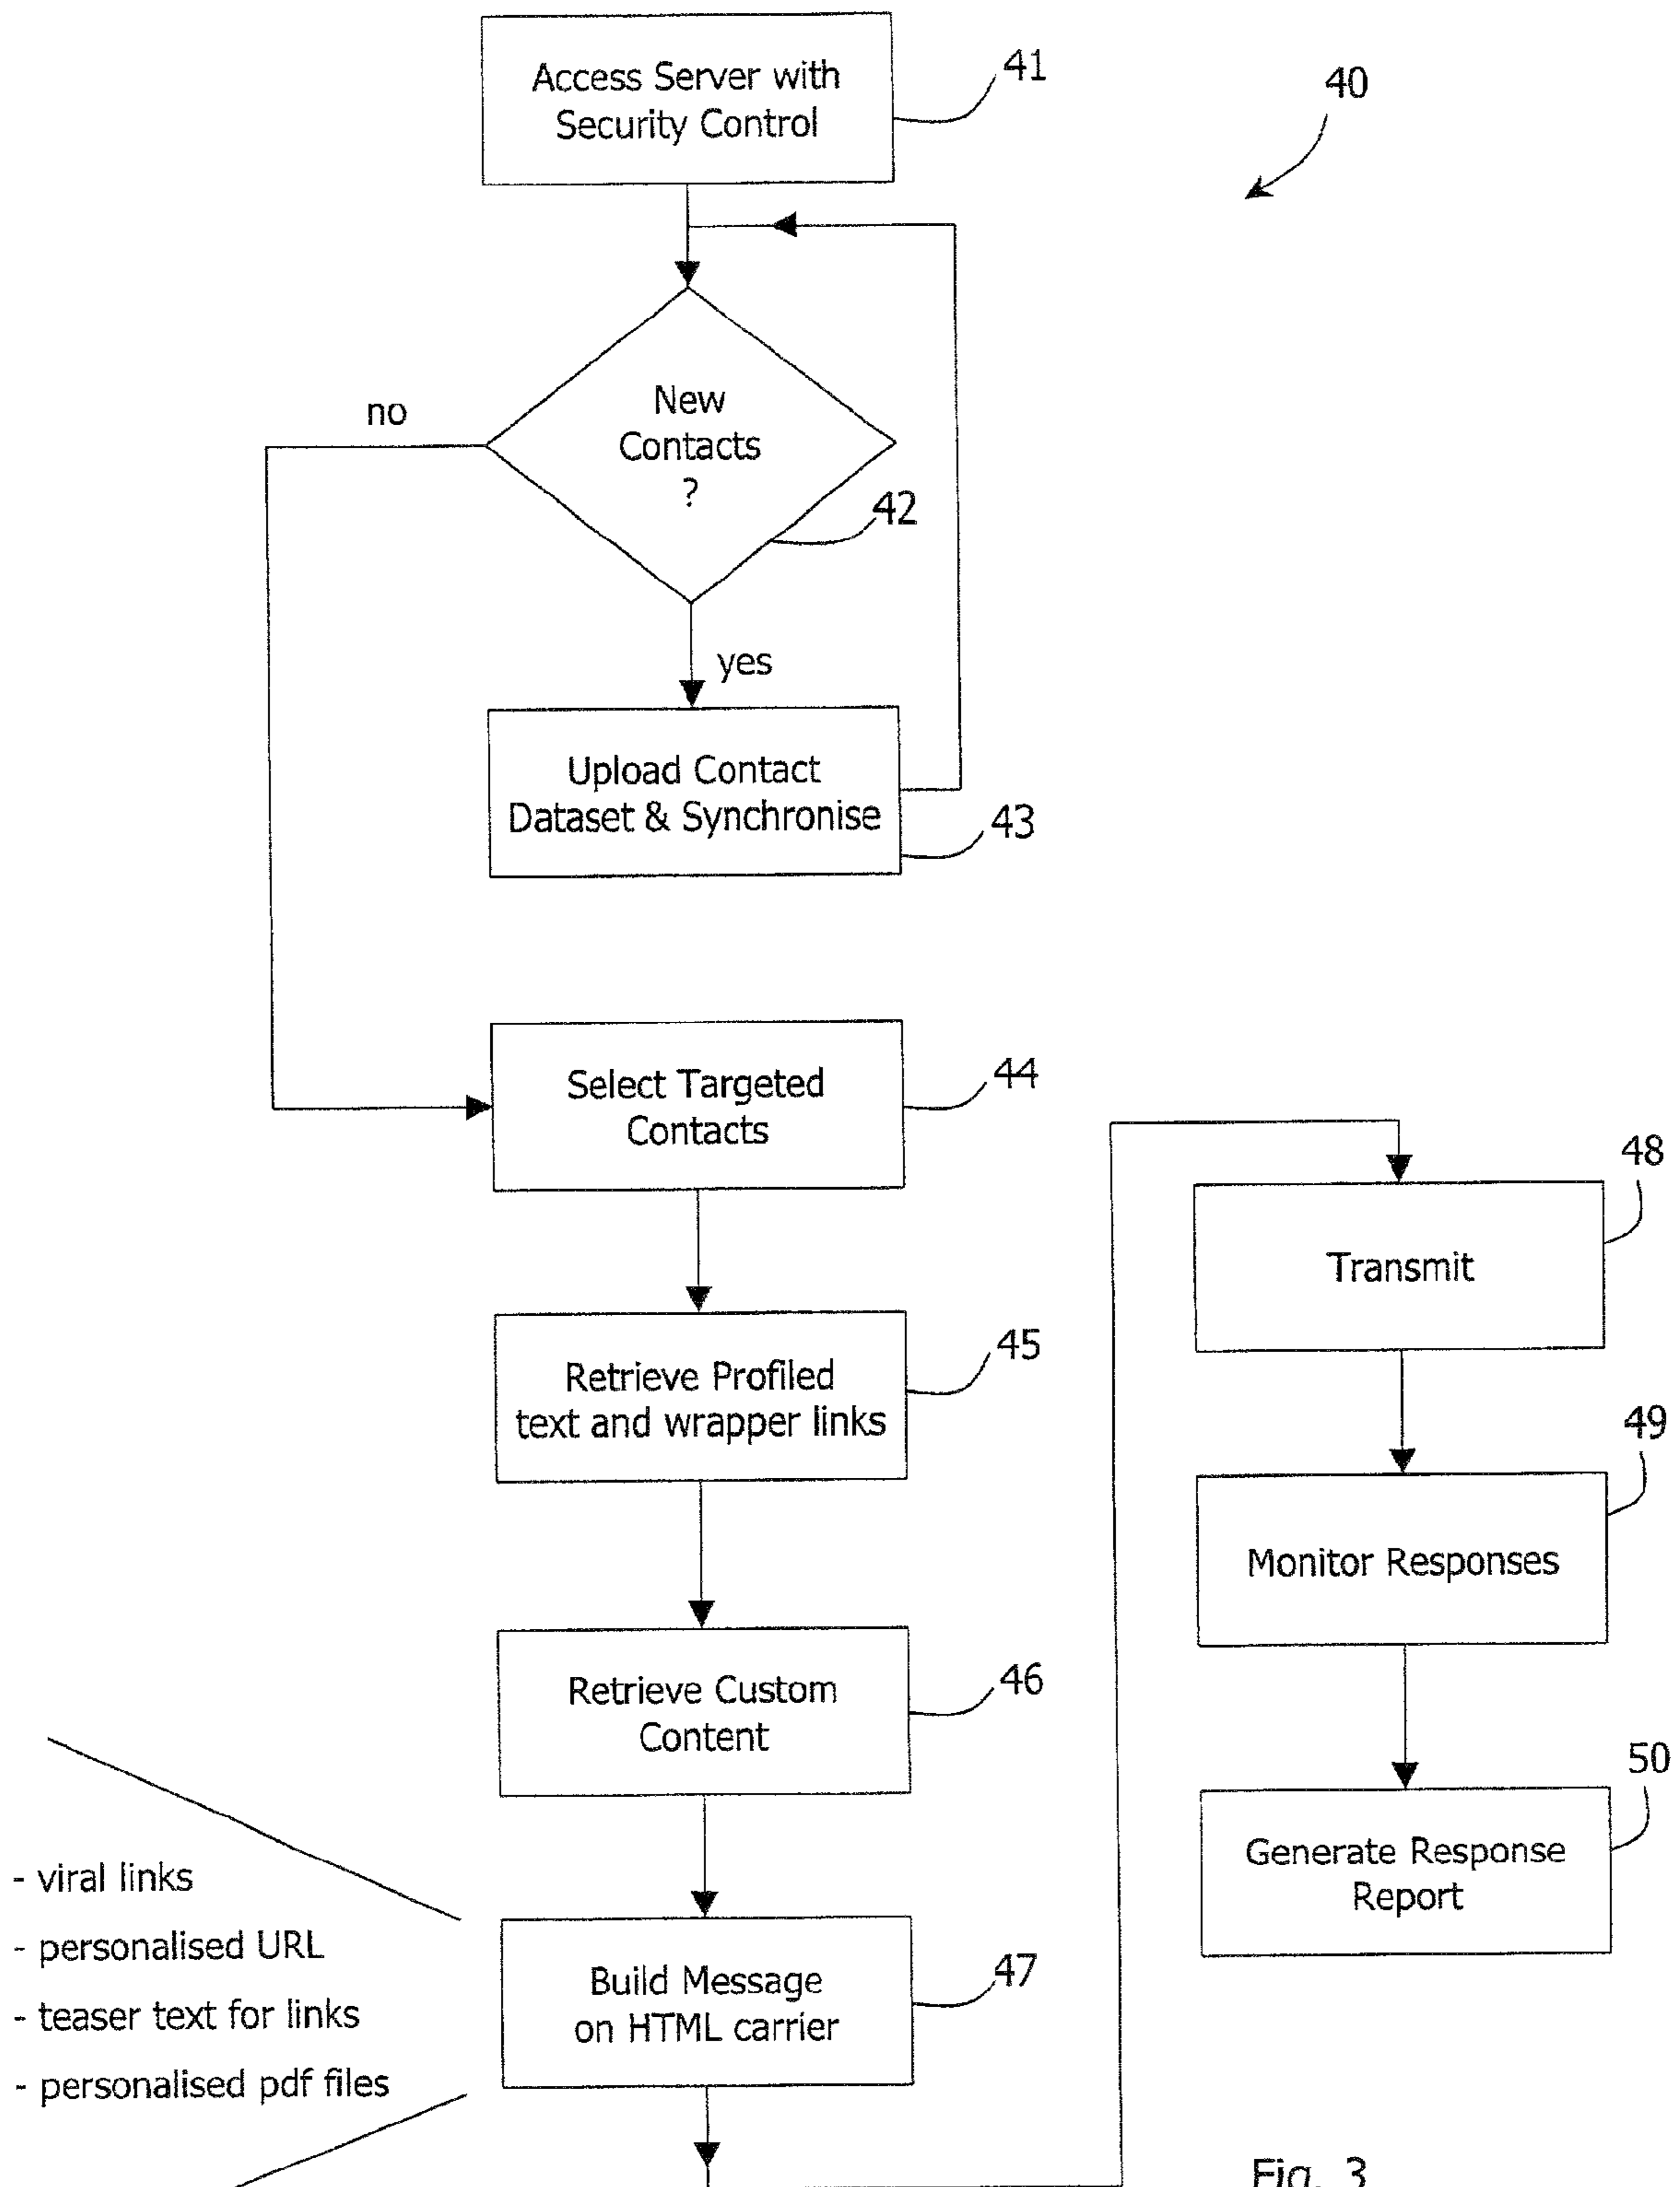 Access Server with
Security Control
41
40
no
New
Contacts
?
42
yes
Upload Contact
Dataset & Synchronise
43
Select Targeted
Contacts
44
Retrieve Profiled
text and wrapper links
45
Retrieve Custom
Content
46
- viral links
- personalised URL
- teaser text for links
- personalised pdf files
Build Message
on HTML carrier
47
Transmit
48
Monitor Responses
49
Generate Response
Report
50
Fig. 3